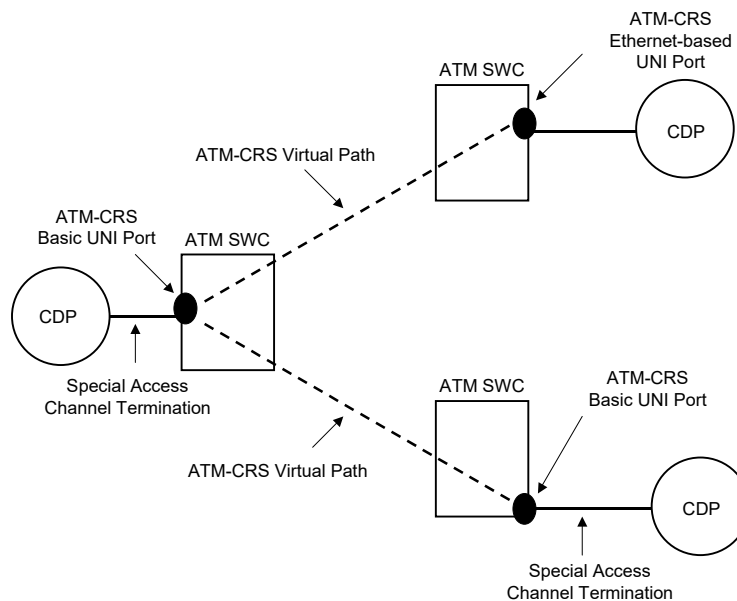 ATM-CRS
Ethernet-based
UNI Port
ATM SWC
CDP
ATM-CRS Virtual Path
ATM-CRS
Basic UNI Port
ATM SWC
CDP
Special Access
Channel Termination
ATM SWC
ATM-CRS
Basic UNI Port
ATM-CRS Virtual Path
CDP
Special Access
Channel Termination